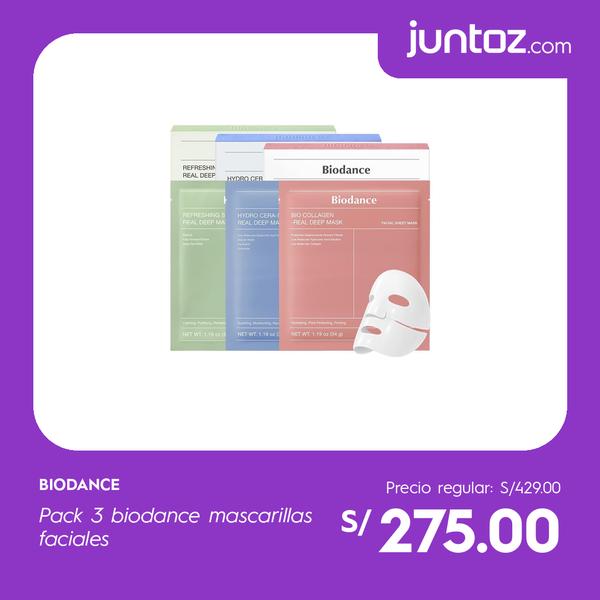 juntoz.com
REFRESHING
REAL DEEP
HYDRO CER
Biodance
Biodance
REFRESHING S
REAL DEEP MA
HYDRO CERA-
REAL DEEP MA
BIO COLLAGEN
-REAL DEEP MASK
FACIAL SHEET MASK
NET WT. 1.19 oz (34 g)
BIODANCE
Pack 3 biodance mascarillas
faciales
Precio regular: S/429.00
S/ 275.00